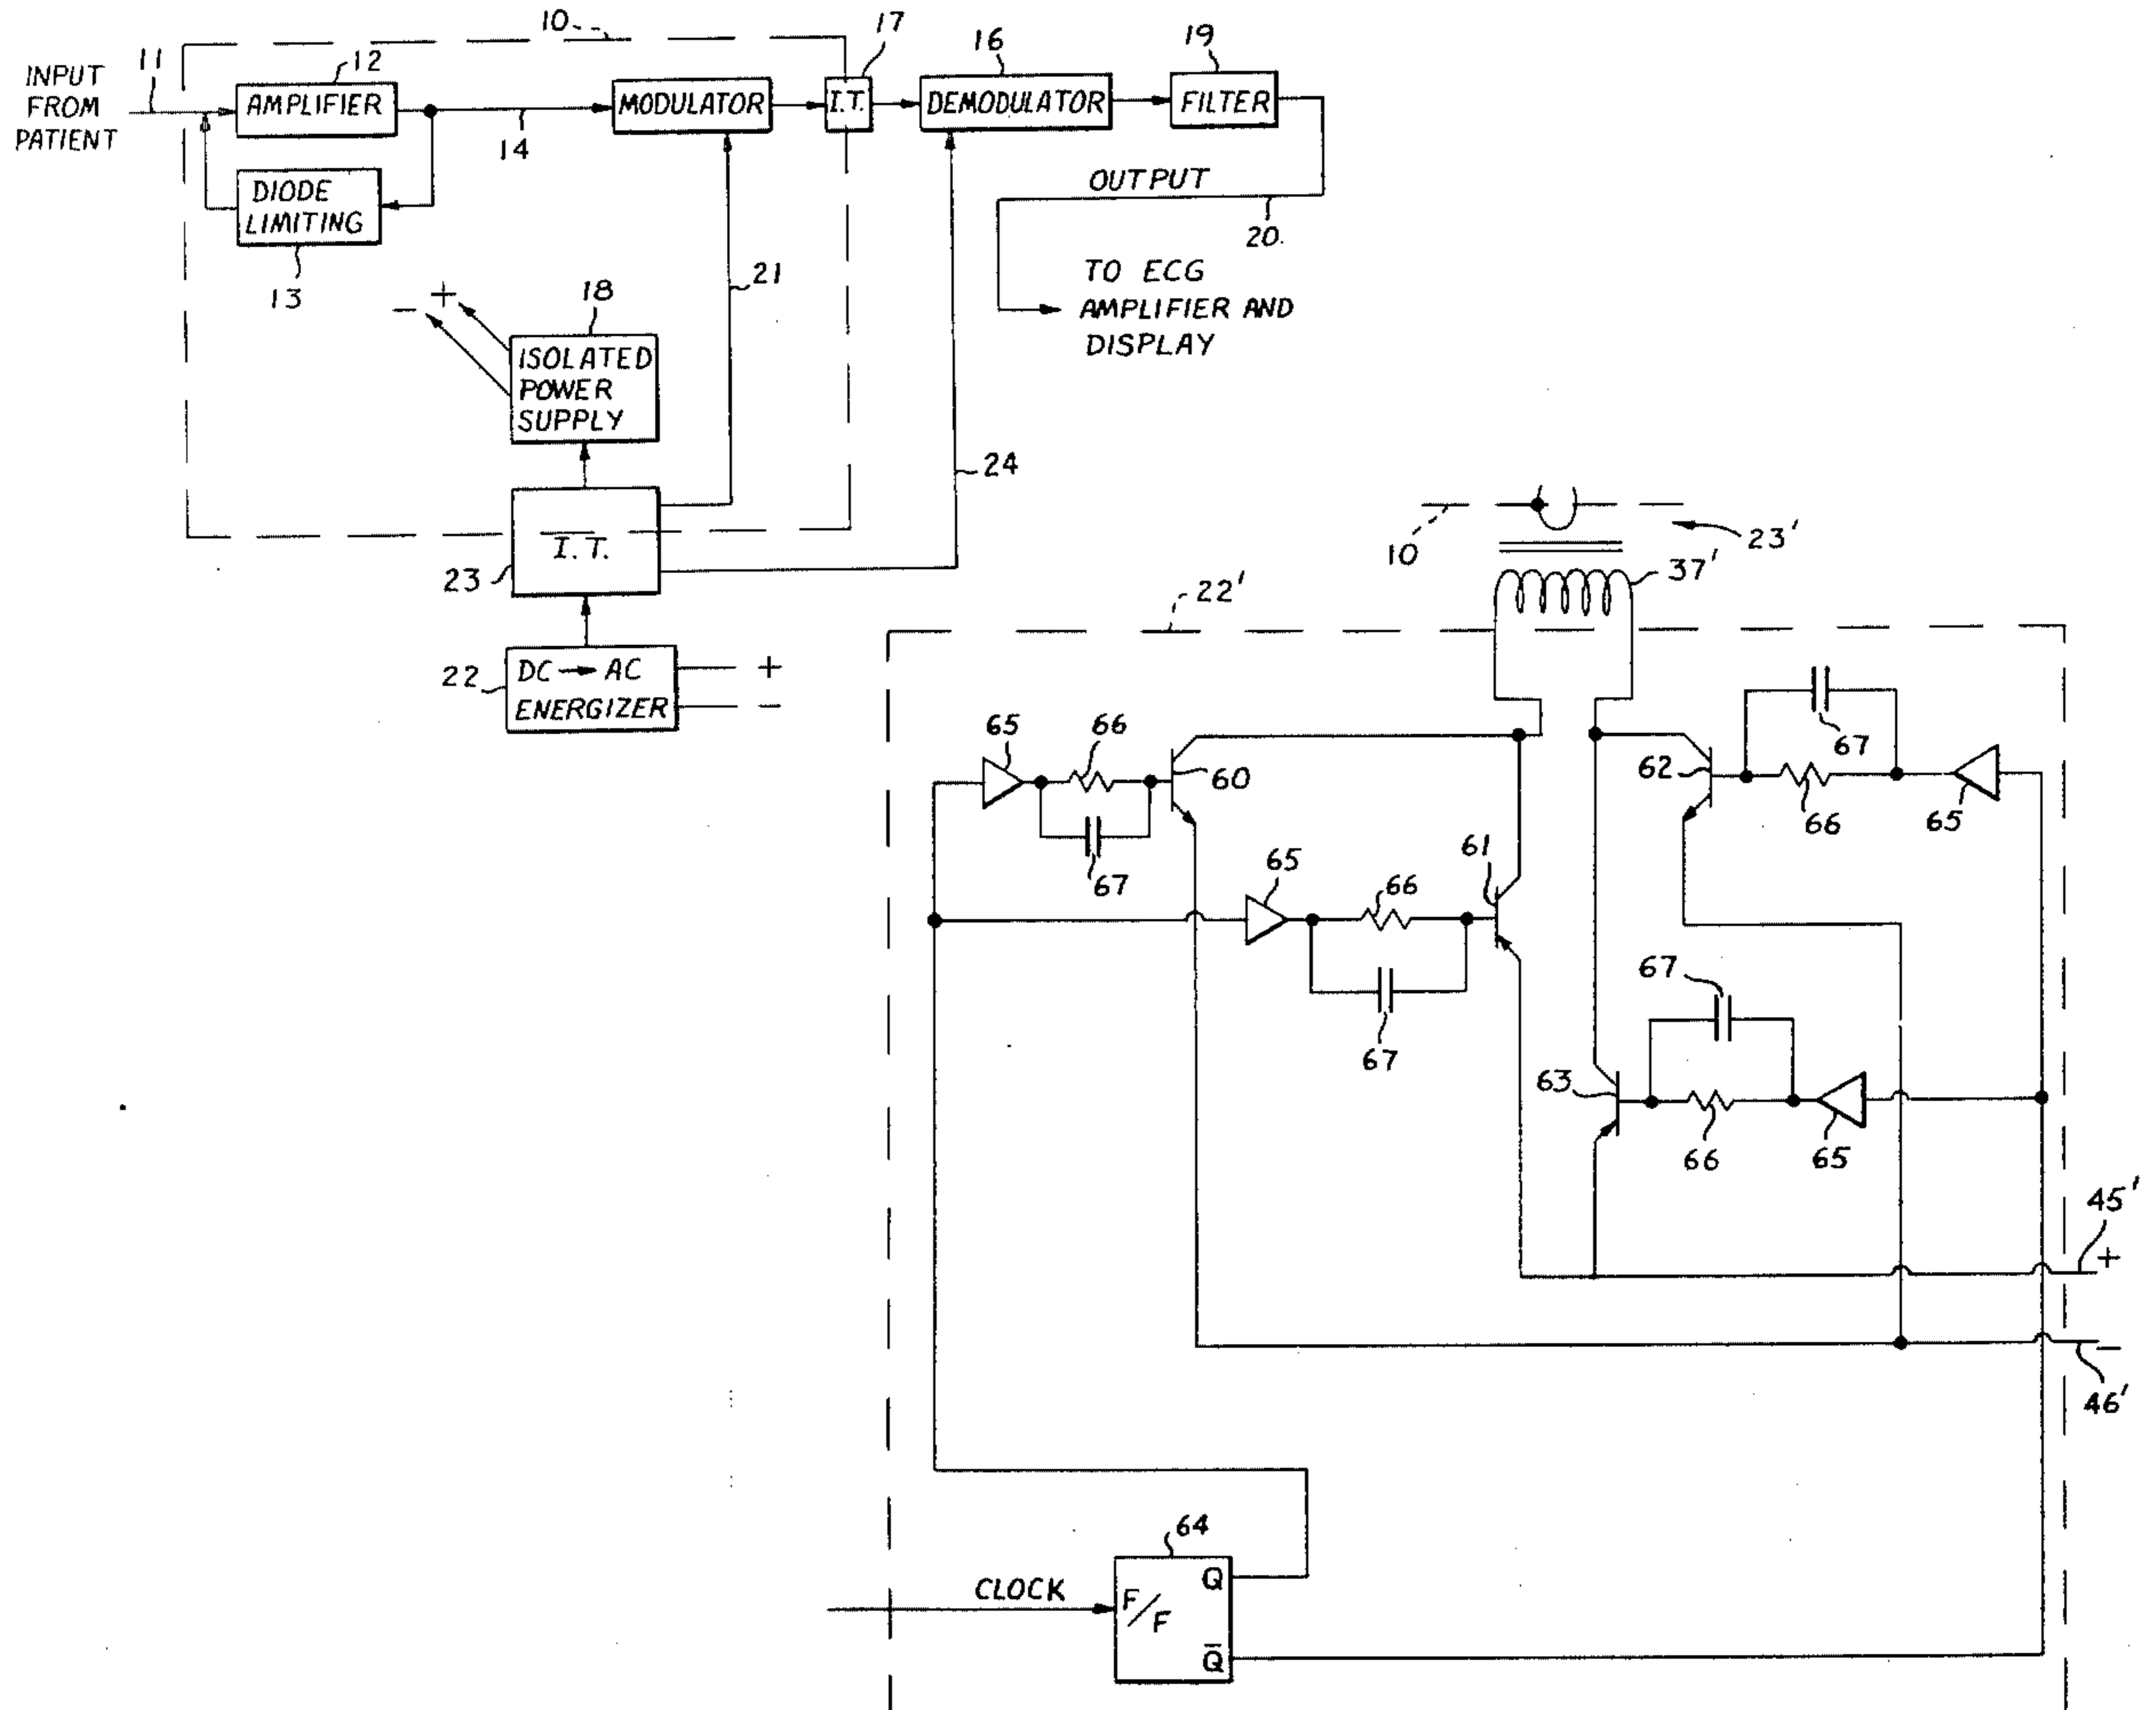 10
17
11
12
16
19
INPUT
FROM
PATIENT
AMPLIFIER
MODULATOR
I.T.
DEMODULATOR
FILTER
14
DIODE
LIMITING
13
OUTPUT
20.
21
TO ECG
AMPLIFIER AND
DISPLAY
+
-
18
ISOLATED
POWER
SUPPLY
24
I.T.
23
10
23'
37'
22'
22
DC → AC
ENERGIZER
+
-
65
66
60
67
62
67
66
65
65
66
61
67
67
63
66
65
45'
+
-
46'
64
CLOCK
F/F
Q
Q̅